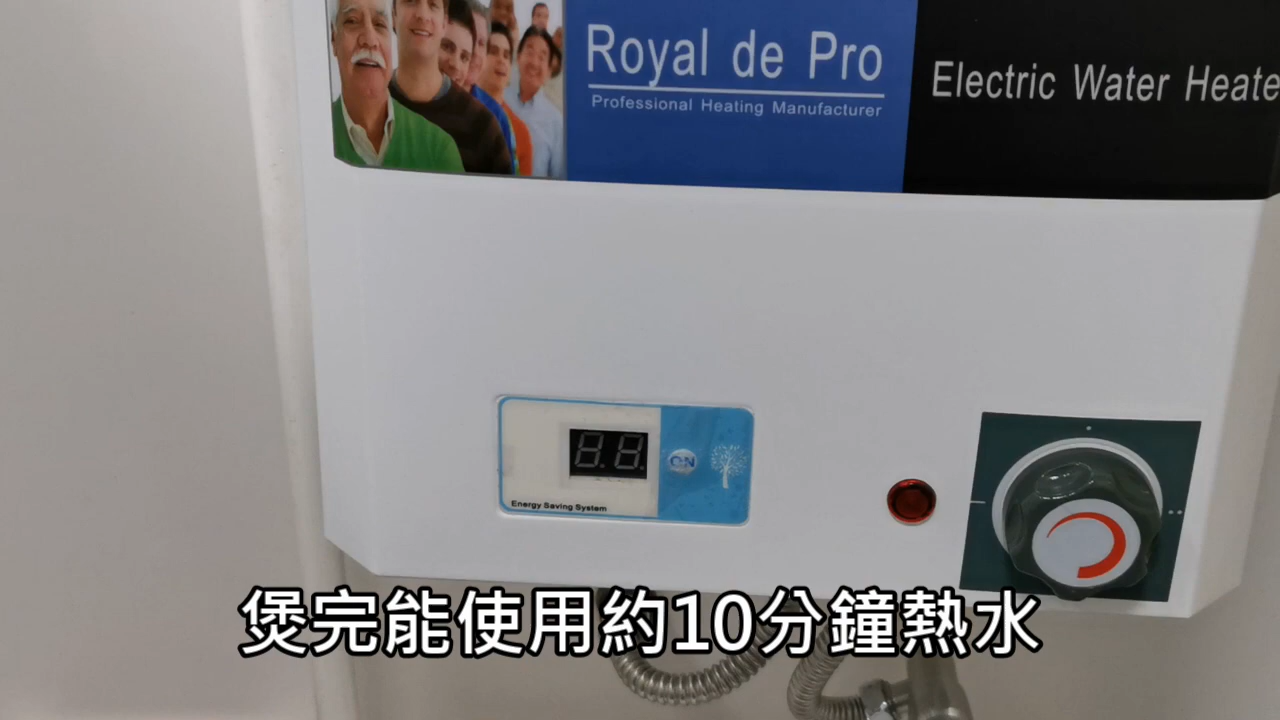 Royal de Pro
Professional Heating Manufacturer
Electric Water Heate
ON
Energy Saving System
煲完能使用約10分鐘熱水